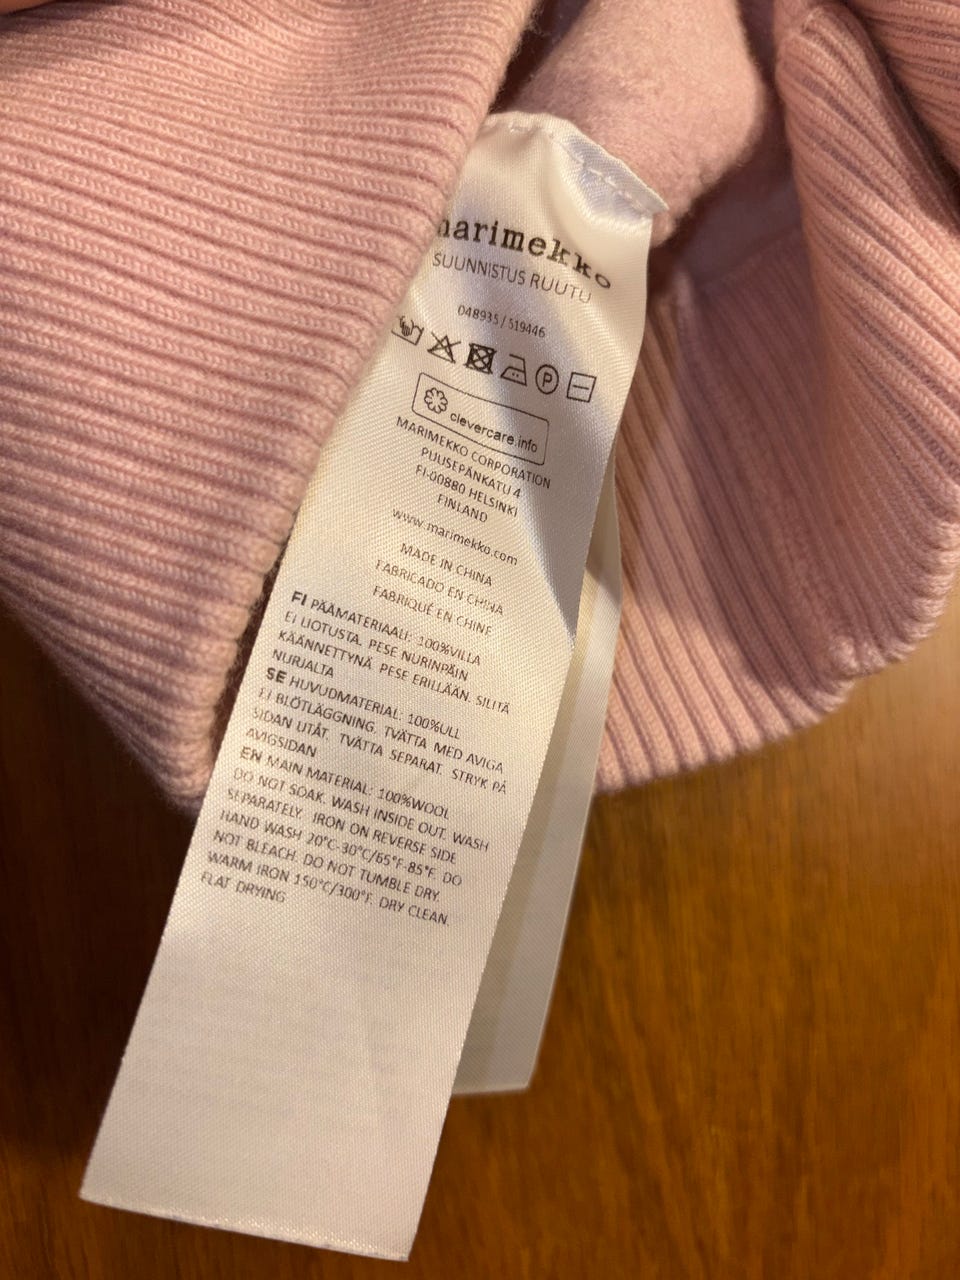 marimekko
SUUNNISTUS RUUTU
048935 / 519446
P
clevercare.info
MARIMEKKO CORPORATION
PUUSEPÄNKATU 4
FI-00880 HELSINKI
FINLAND
www.marimekko.com
MADE IN CHINA
FABRICADO EN CHINA
FABRIQUÉ EN CHINE
FI PÄÄMATERIAALI: 100%VILLA
EI LIOTUSTA. PESE NURINPÄIN
KÄÄNNETTYNÄ. PESE ERILLÄÄN. SILITÄ
NURJALTA
SE HUVUDMATERIAL: 100%ULL
EJ BLÖTLÄGGNING. TVÄTTA MED AVIGA
SIDAN UTÅT. TVÄTTA SEPARAT. STRYK PÅ
AVIGSIDAN
EN MAIN MATERIAL: 100%WOOL
DO NOT SOAK. WASH INSIDE OUT. WASH
SEPARATELY. IRON ON REVERSE SIDE
HAND WASH 20°C-30°C/65°F-85°F. DO
NOT BLEACH. DO NOT TUMBLE DRY.
WARM IRON 150°C/300°F. DRY CLEAN.
FLAT DRYING